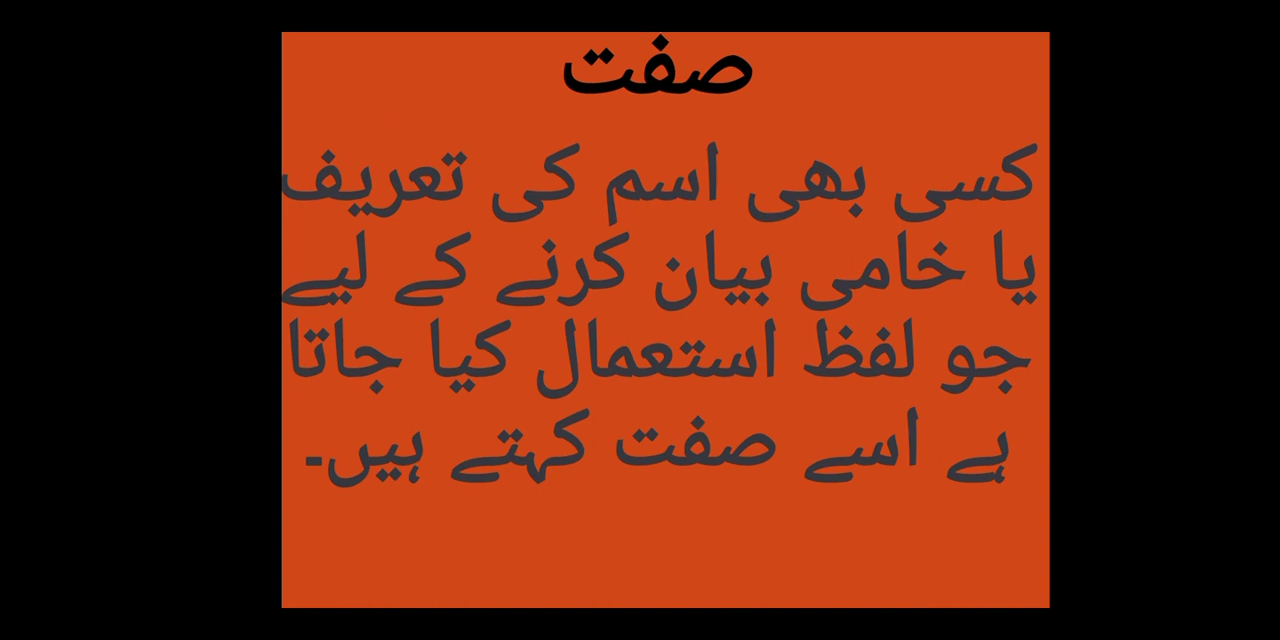 صفت
کسی بھی اسم کی تعریف
یا خامی بیان کرنے کے لیے
جو لفظ استعمال کیا جاتا
ہے اسے صفت کہتے ہیں۔